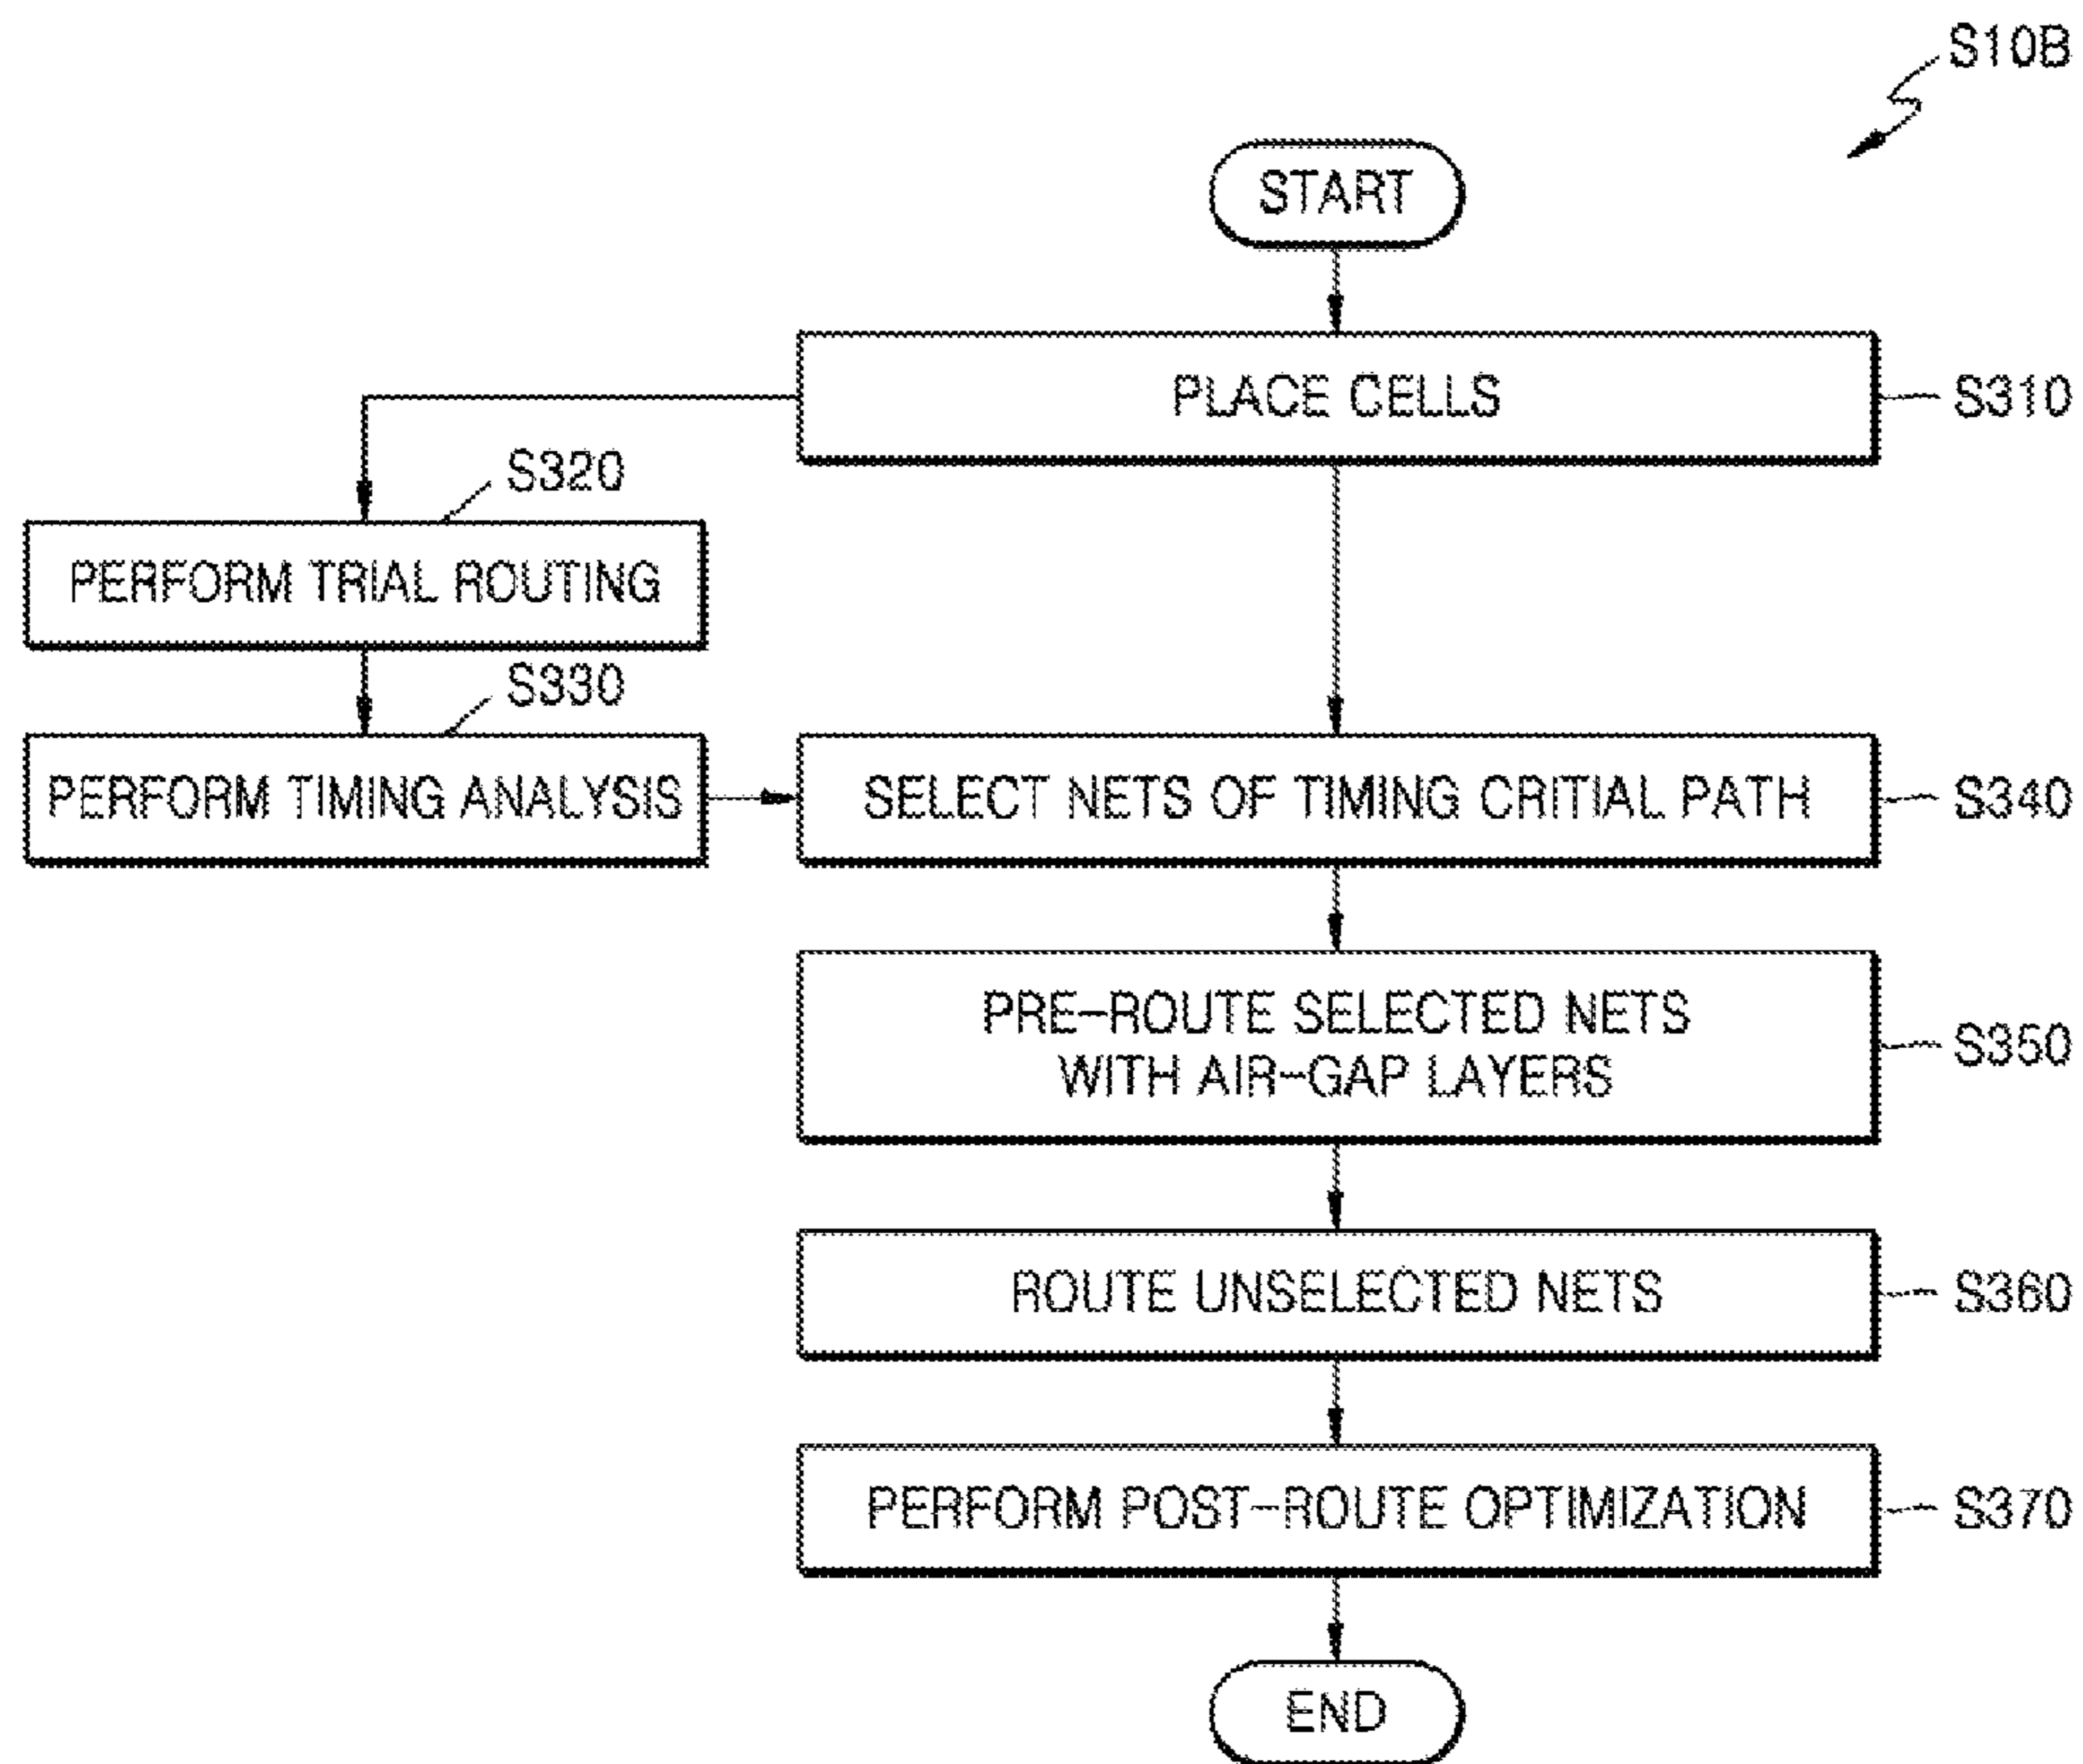 S10B
START
PLACE CELLS
S310
S320
PERFORM TRIAL ROUTING
S330
PERFORM TIMING ANALYSIS
SELECT NETS OF TIMING CRITIAL PATH
S340
PRE-ROUTE SELECTED NETS
WITH AIR-GAP LAYERS
S350
ROUTE UNSELECTED NETS
S360
PERFORM POST-ROUTE OPTIMIZATION
S370
END